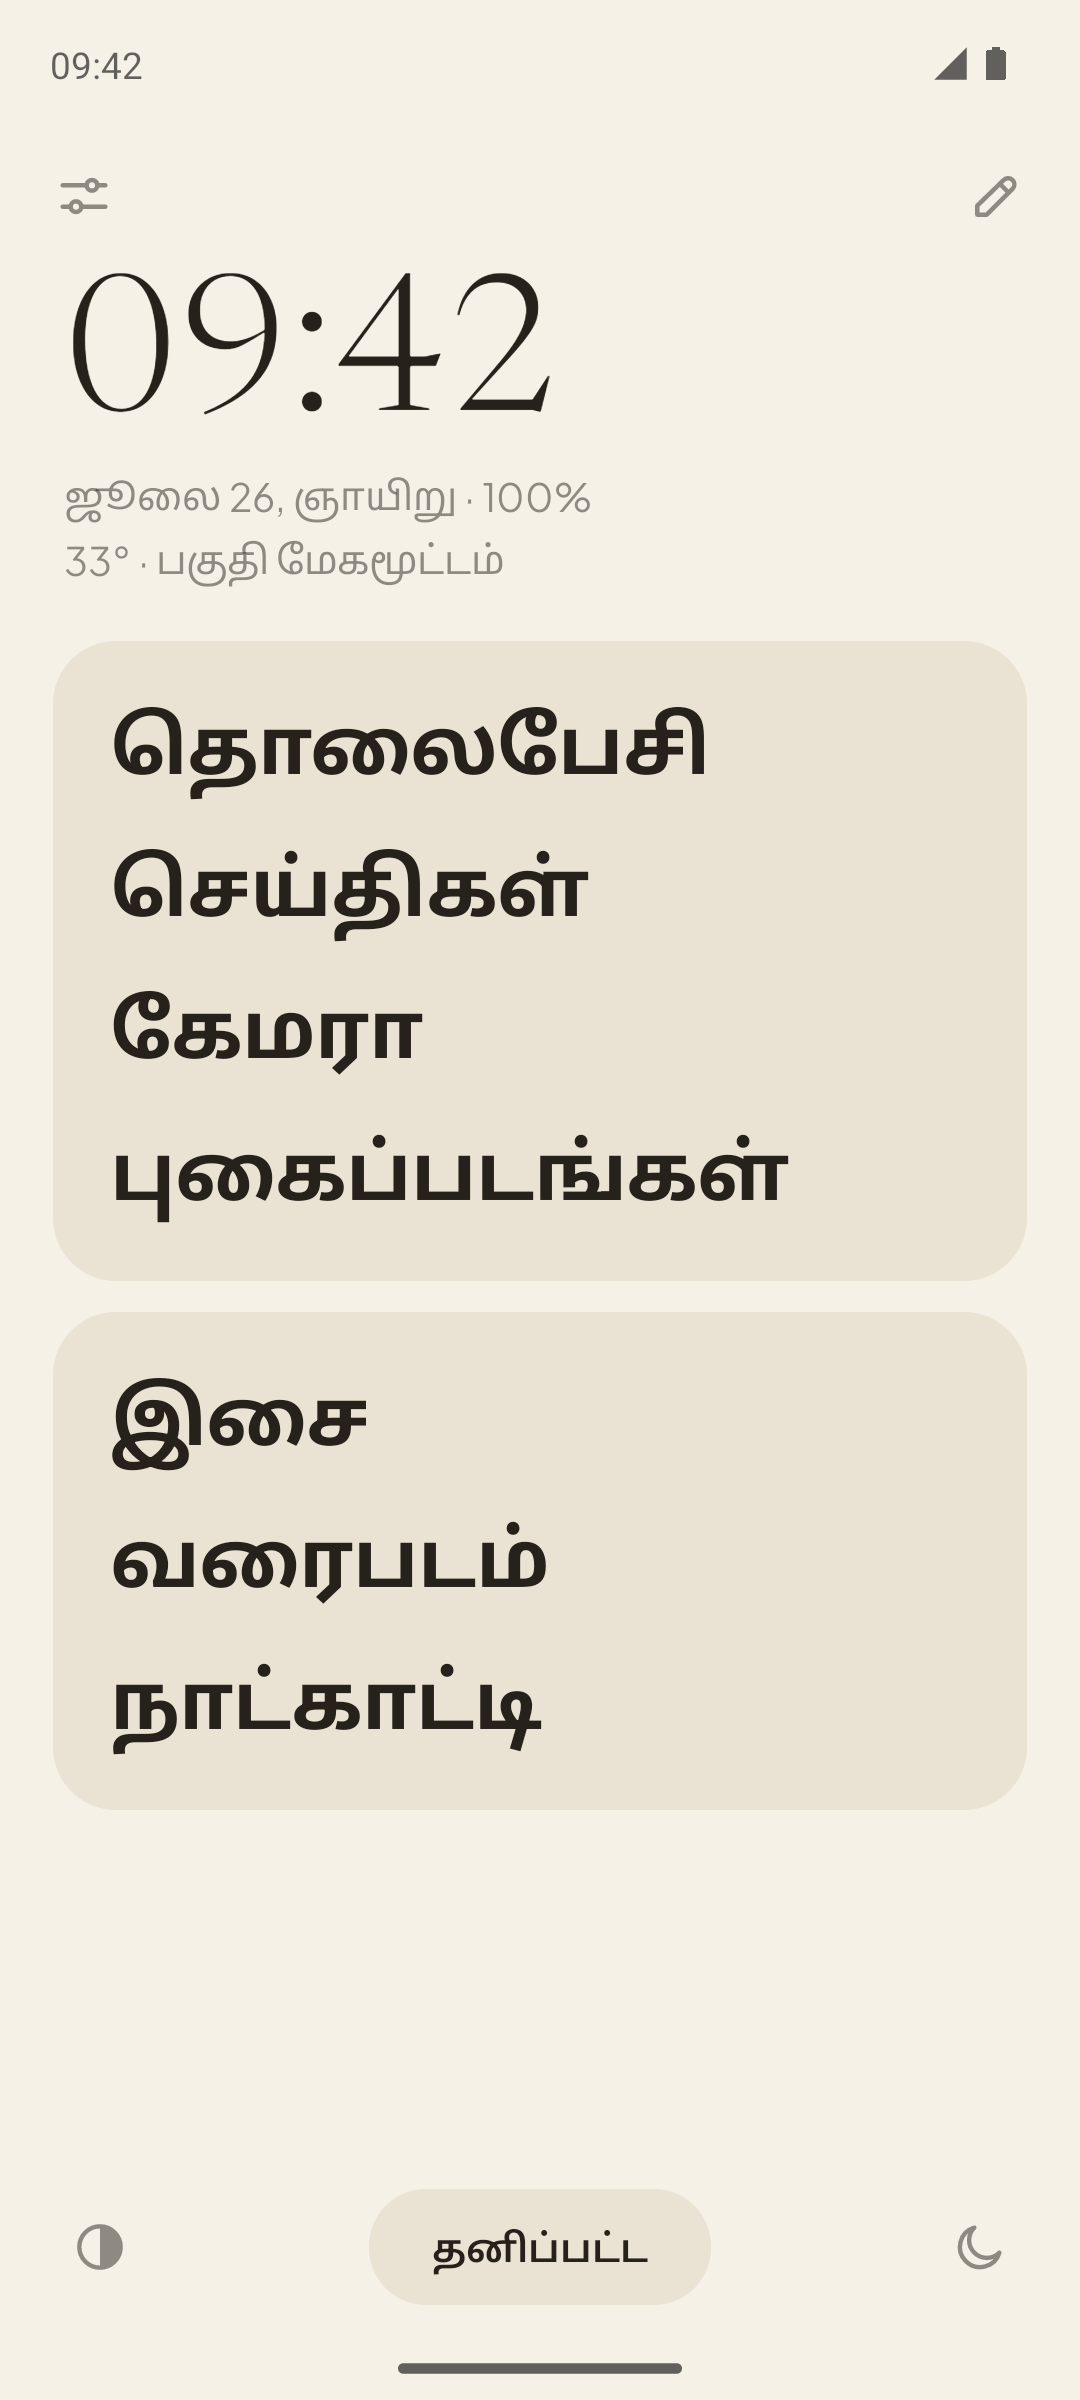 09:42
09:42
ஜூலை 26, ஞாயிறு · 100%
33° · பகுதி மேகமூட்டம்
தொலைபேசி
செய்திகள்
கேமரா
புகைப்படங்கள்
இசை
வரைபடம்
நாட்காட்டி
தனிப்பட்ட